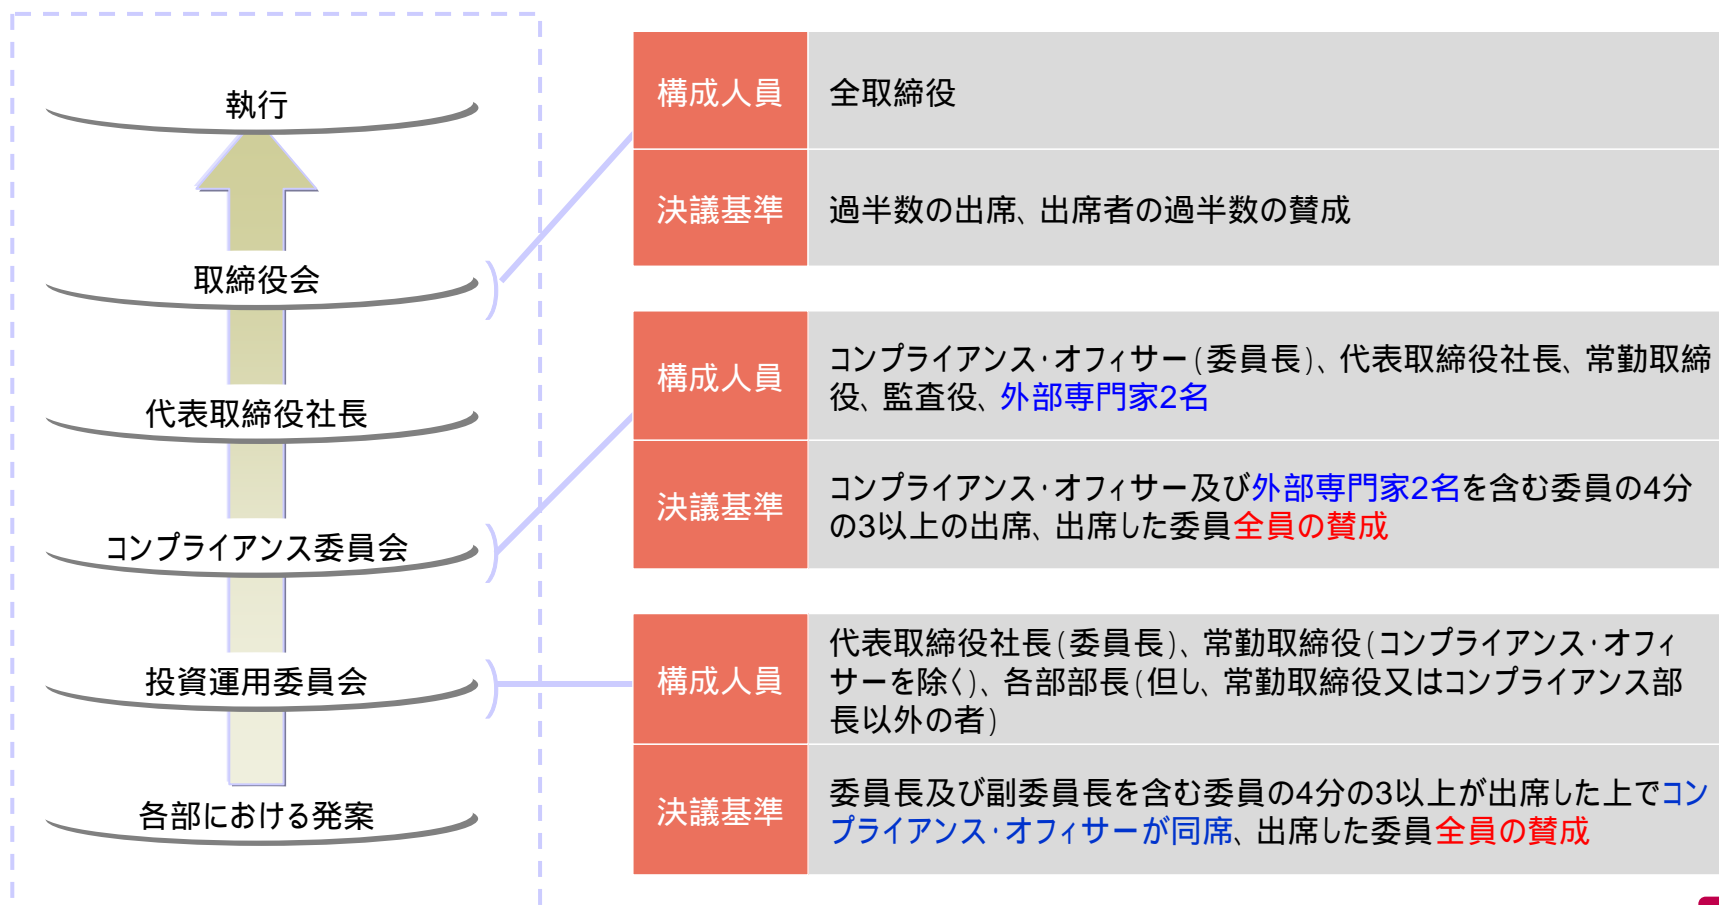 執行
取締役会
代表取締役社長
コンプライアンス委員会
投資運用委員会
各部における発案
構成人員
全取締役
決議基準
過半数の出席、出席者の過半数の賛成
構成人員
コンプライアンス・オフィサー(委員長)、代表取締役社長、常勤取締
役、監査役、外部専門家2名
決議基準
コンプライアンス・オフィサー及び外部専門家2名を含む委員の4分
の3以上の出席、出席した委員全員の賛成
構成人員
代表取締役社長(委員長)、常勤取締役(コンプライアンス・オフィ
サーを除く)、各部部長(但し、常勤取締役又はコンプライアンス部
長以外の者)
決議基準
委員長及び副委員長を含む委員の4分の3以上が出席した上でコン
プライアンス・オフィサーが同席、出席した委員全員の賛成